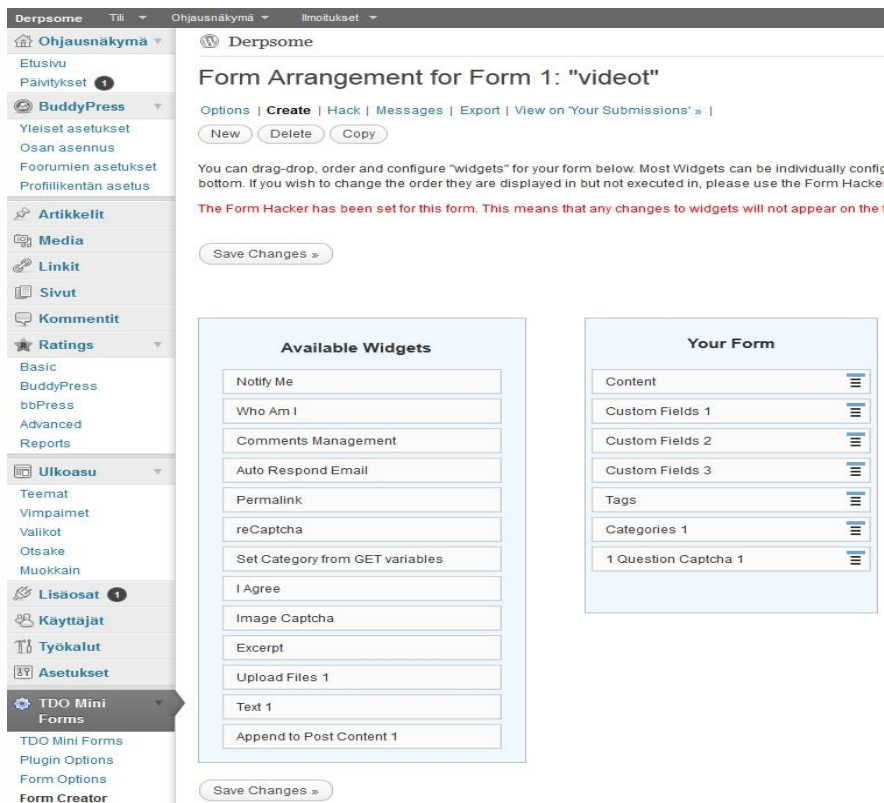 Derpsome Tili Ohjausnäkymä Ilmoitukset
Ohjausnäkymä
Etusivu
Päivitykset 1
BuddyPress
Yleiset asetukset
Osan asennus
Foorumien asetukset
Profiilikentän asetus
Artikkelit
Media
Linkit
Sivut
Kommentit
Ratings
Basic
BuddyPress
bbPress
Advanced
Reports
Ulkoasu
Teemat
Vimpaimet
Valikot
Otsake
Muokkain
Lisäosat 1
Käyttäjät
Työkalut
Asetukset
TDO Mini
Forms
TDO Mini Forms
Plugin Options
Form Options
Form Creator
Derpsome
Form Arrangement for Form 1: "videot"
Options | Create | Hack | Messages | Export | View on 'Your Submissions' » |
New Delete Copy
You can drag-drop, order and configure "widgets" for your form below. Most Widgets can be individually config
bottom. If you wish to change the order they are displayed in but not executed in, please use the Form Hacker
The Form Hacker has been set for this form. This means that any changes to widgets will not appear on the
Save Changes »
Available Widgets
Notify Me
Who Am I
Comments Management
Auto Respond Email
Permalink
reCaptcha
Set Category from GET variables
I Agree
Image Captcha
Excerpt
Upload Files 1
Text 1
Append to Post Content 1
Your Form
Content
Custom Fields 1
Custom Fields 2
Custom Fields 3
Tags
Categories 1
1 Question Captcha 1
Save Changes »